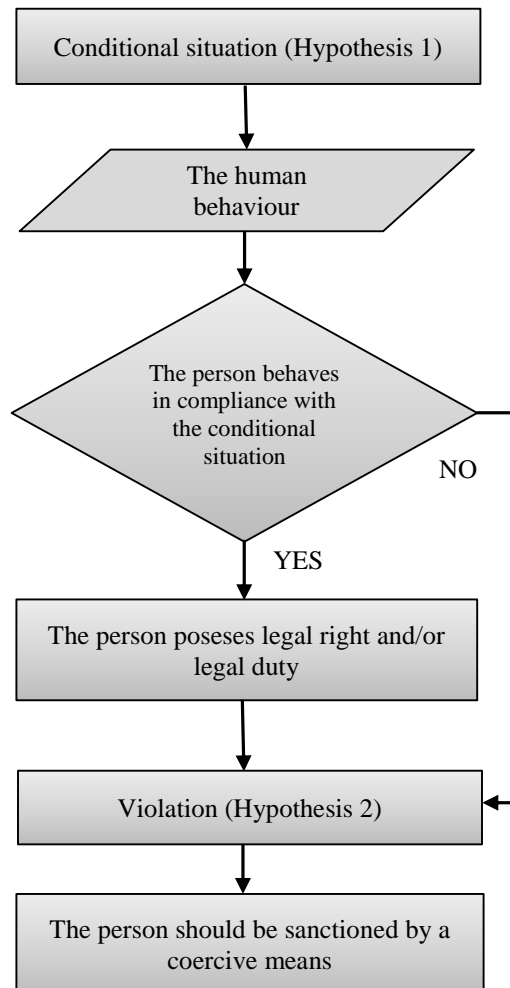 Conditional situation (Hypothesis 1)
The human
behaviour
The person behaves
in compliance with
the conditional
situation
NO
YES
The person poseses legal right and/or
legal duty
Violation (Hypothesis 2)
The person should be sanctioned by a
coercive means